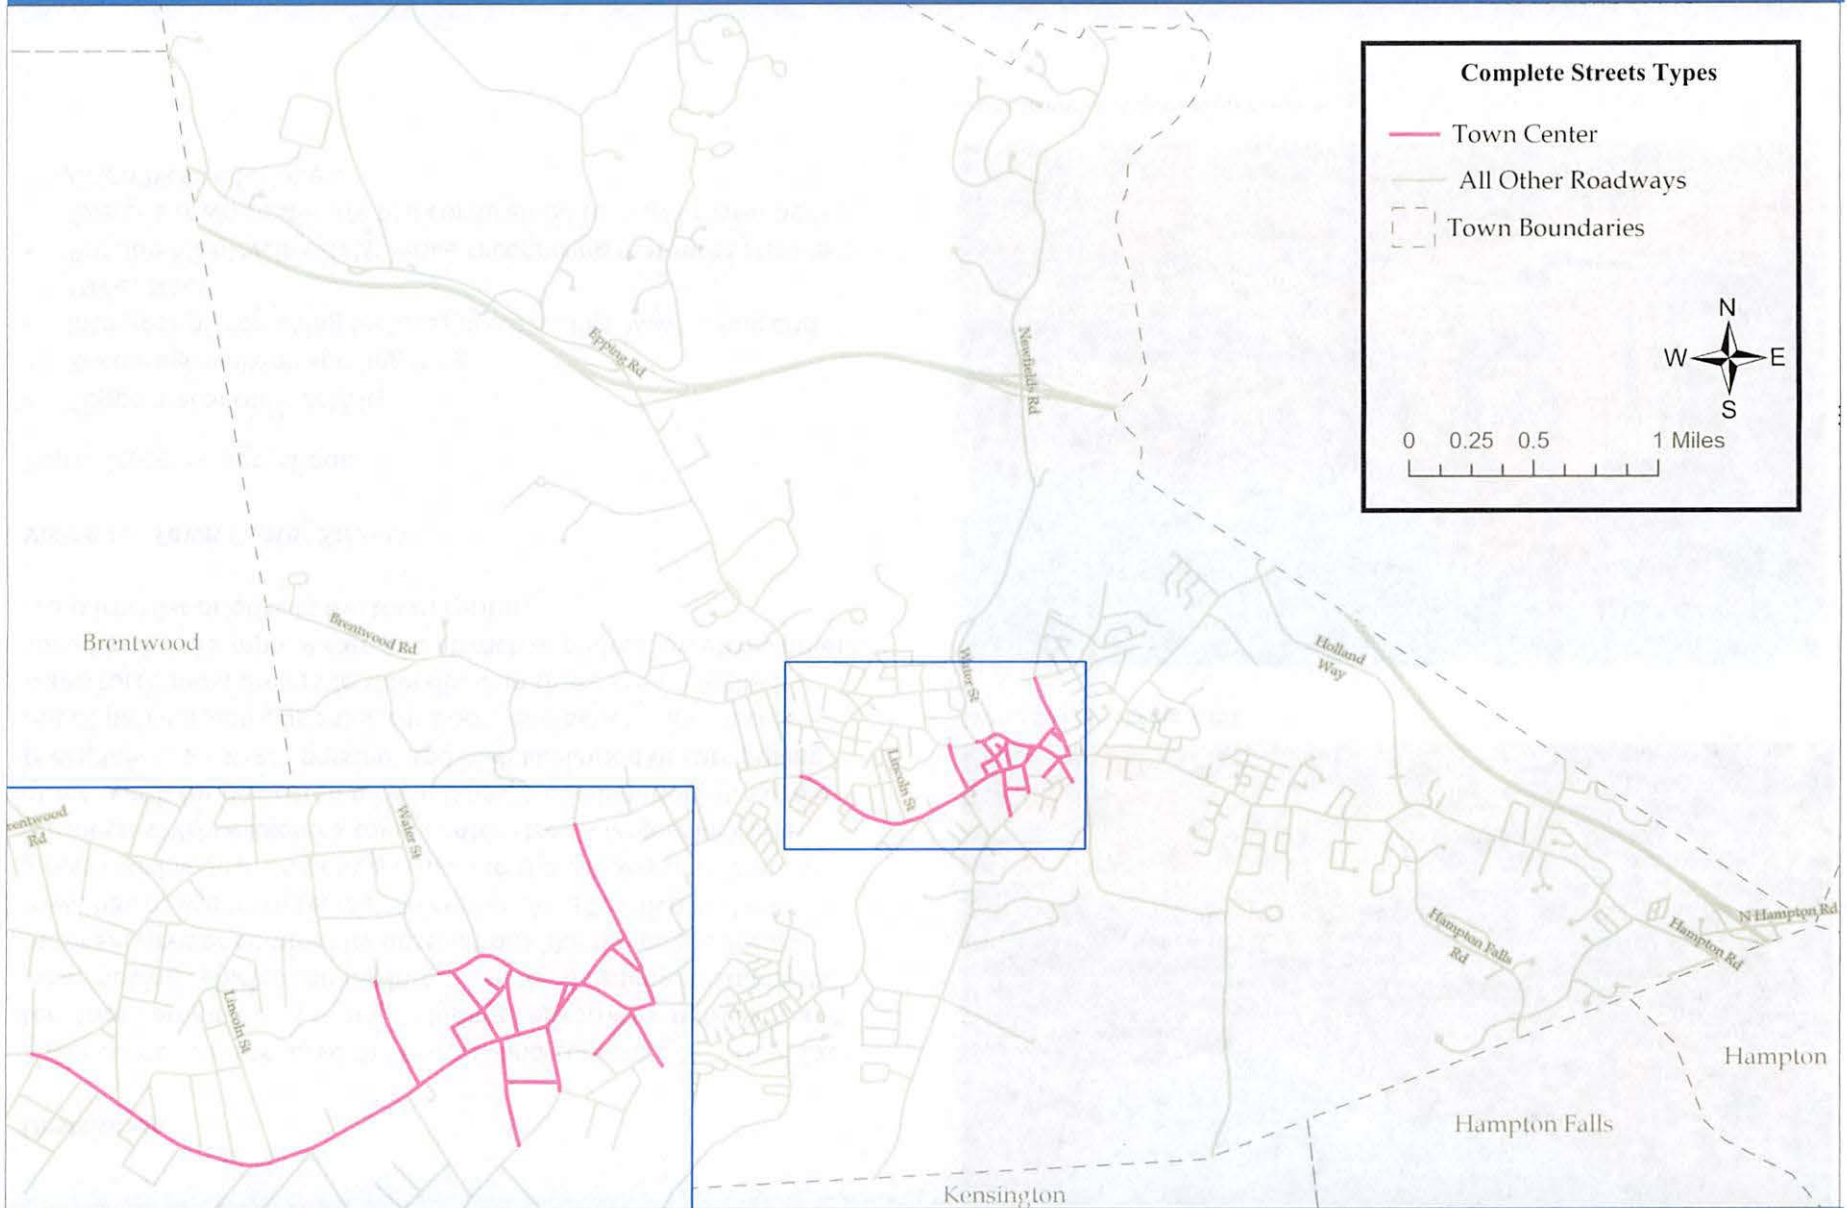 Complete Streets Types
Town Center
All Other Roadways
Town Boundaries
N
W E
S
0 0.25 0.5 1 Miles
Epping Rd
Newfields Rd
Brentwood
Brentwood Rd
Holland
Way
Water St
Lincoln St
rentwood
Rd
Water St
Lincoln St
Hampton Falls
Rd
Hampton Rd
N Hampton Rd
Hampton
Hampton Falls
Kensington